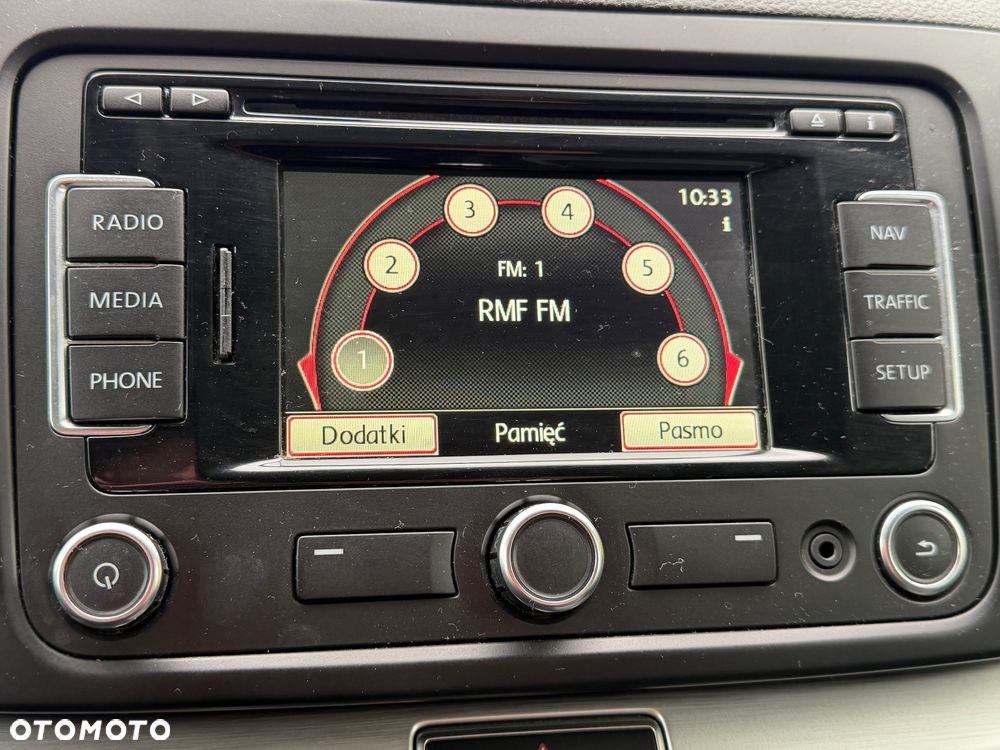 i
RADIO
MEDIA
PHONE
10:33
i
3
4
2
5
FM: 1
RMF FM
1
6
Dodatki
Pamięć
Pasmo
NAV
TRAFFIC
SETUP
OTOMOTO